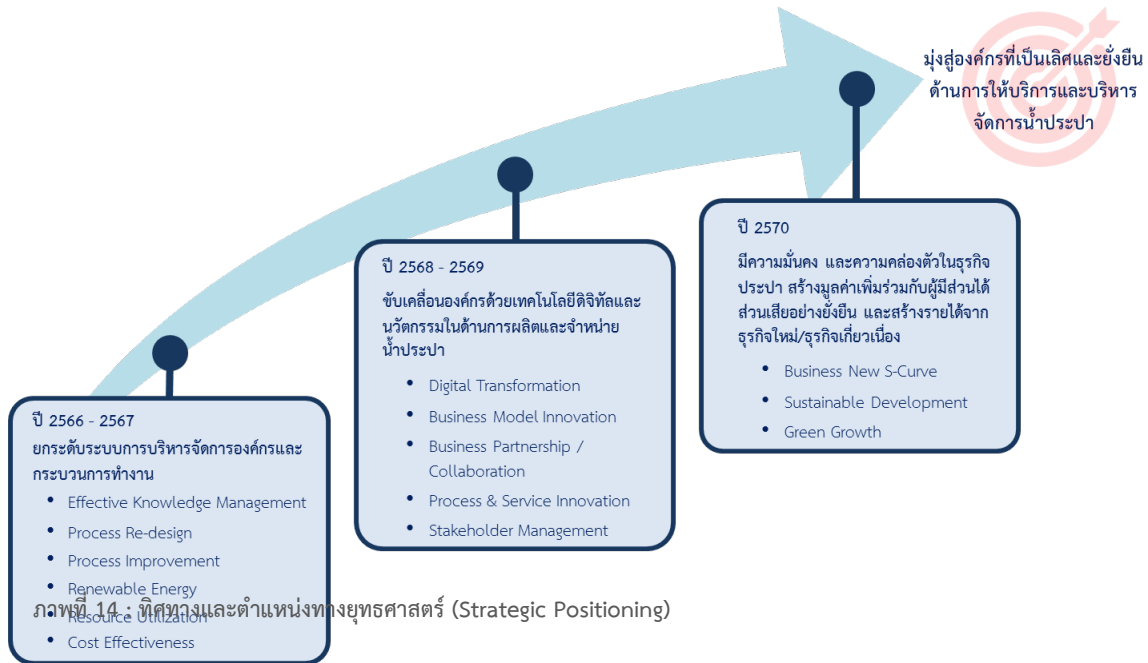 มุ่งสู่องค์กรที่เป็นเลิศและยั่งยืน
ด้านการให้บริการและบริหาร
จัดการน้ำประปา
ปี 2566 - 2567
ยกระดับระบบการบริหารจัดการองค์กรและ
กระบวนการทำงาน
• Effective Knowledge Management
• Process Re-design
• Process Improvement
• Renewable Energy
• Resource Utilization
• Cost Effectiveness
ปี 2568 - 2569
ขับเคลื่อนองค์กรด้วยเทคโนโลยีดิจิทัลและ
นวัตกรรมในด้านการผลิตและจำหน่าย
น้ำประปา
• Digital Transformation
• Business Model Innovation
• Business Partnership /
Collaboration
• Process & Service Innovation
• Stakeholder Management
ปี 2570
มีความมั่นคง และความคล่องตัวในธุรกิจ
ประปา สร้างมูลค่าเพิ่มร่วมกับผู้มีส่วนได้
ส่วนเสียอย่างยั่งยืน และสร้างรายได้จาก
ธุรกิจใหม่/ธุรกิจเกี่ยวเนื่อง
• Business New S-Curve
• Sustainable Development
• Green Growth
ภาพที่ 14 : ทิศทางและตำแหน่งทางยุทธศาสตร์ (Strategic Positioning)